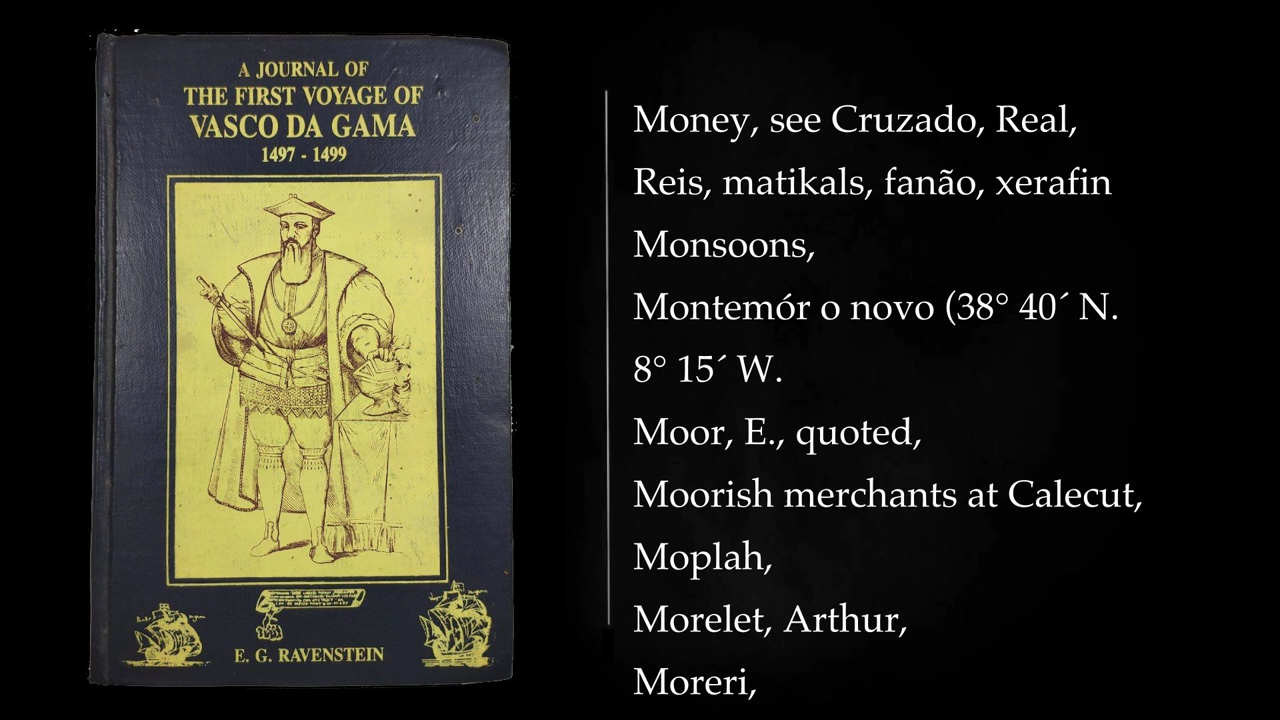 A JOURNAL OF
THE FIRST VOYAGE OF
VASCO DA GAMA
1497 - 1499
E. G. RAVENSTEIN
Money, see Cruzado, Real,
Reis, matikals, fanão, xerafin
Monsoons,
Montemór o novo (38° 40´ N.
8° 15´ W.
Moor, E., quoted,
Moorish merchants at Calecut,
Moplah,
Morelet, Arthur,
Moreri,